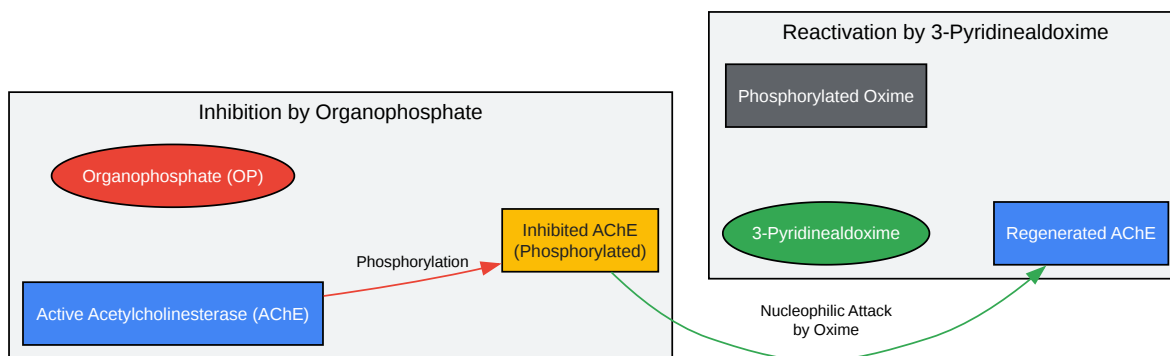 Inhibition by Organophosphate
Organophosphate (OP)
Active Acetylcholinesterase (AChE)
Phosphorylation
Inhibited AChE
(Phosphorylated)
Reactivation by 3-Pyridinealdoxime
Phosphorylated Oxime
3-Pyridinealdoxime
Regenerated AChE
Nucleophilic Attack
by Oxime